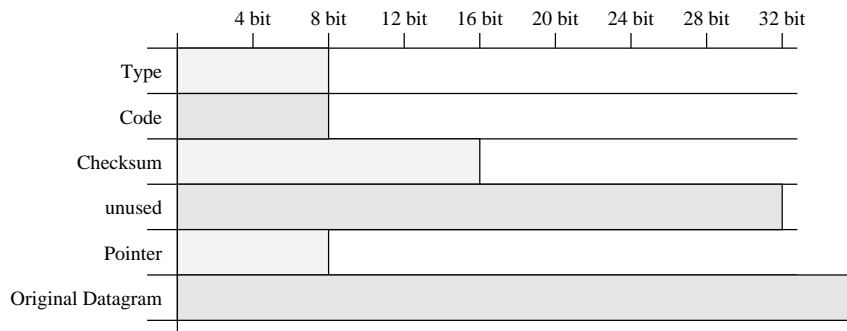 4 bit 8 bit 12 bit 16 bit 20 bit 24 bit 28 bit 32 bit
Type
Code
Checksum
unused
Pointer
Original Datagram